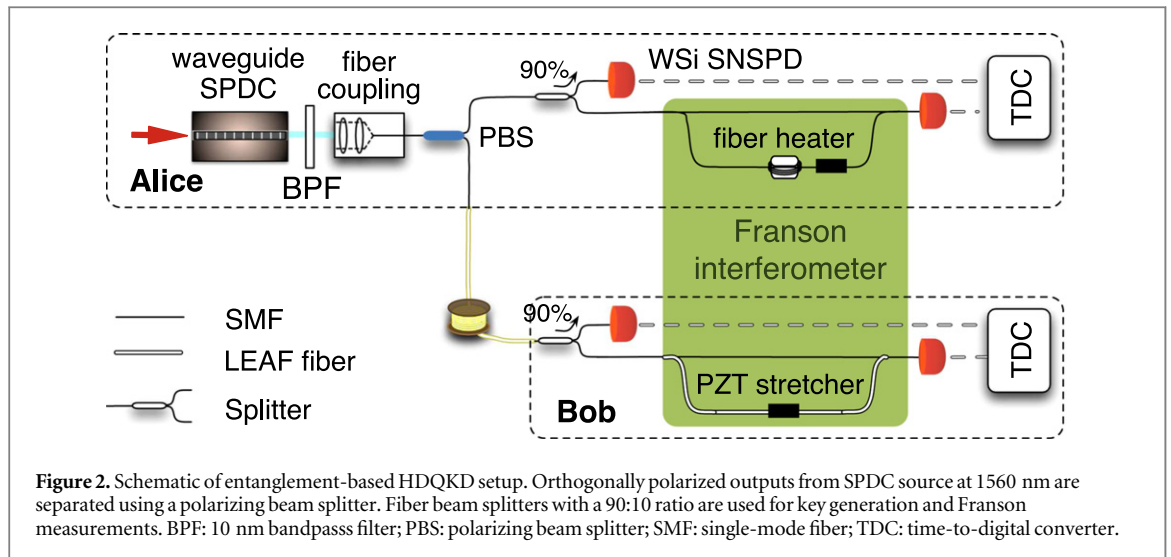 waveguide
SPDC
fiber
coupling
90%
WSi SNSPD
TDC
PBS
fiber heater
Alice
BPF
Franson
interferometer
90%
SMF
LEAF fiber
PZT stretcher
TDC
Splitter
Bob
Figure 2. Schematic of entanglement-based HDQKD setup. Orthogonally polarized outputs from SPDC source at 1560 nm are
separated using a polarizing beam splitter. Fiber beam splitters with a 90:10 ratio are used for key generation and Franson
measurements. BPF: 10 nm bandpasss filter; PBS: polarizing beam splitter; SMF: single-mode fiber; TDC: time-to-digital converter.